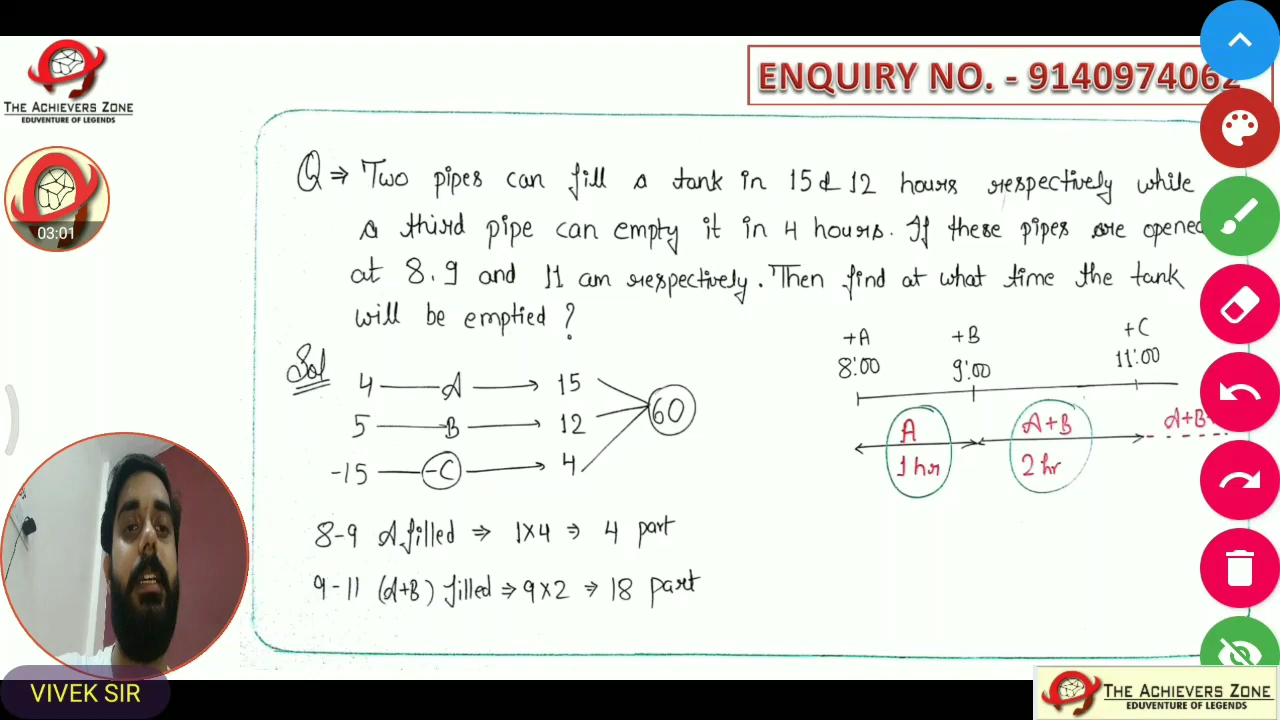 THE ACHIEVERS ZONE
EDUVENTURE OF LEGENDS
ENQUIRY NO. - 9140974062
03:01
Q ⇒ Two pipes can fill a tank in 15 & 12 hours respectively while
a third pipe can empty it in 4 hours. If these pipes are opened
at 8, 9 and 11 am respectively. Then find at what time the tank
will be emptied ?
Sol
4 A → 15
5 B → 12
-15 -C → 4
60
+A +B +C
8:00 9:00 11:00
A A+B A+B+
1 hr 2 hr
8-9 A filled ⇒ 1×4 ⇒ 4 part
9-11 (A+B) filled ⇒ 9×2 ⇒ 18 part
VIVEK SIR
THE ACHIEVERS ZONE
EDUVENTURE OF LEGENDS